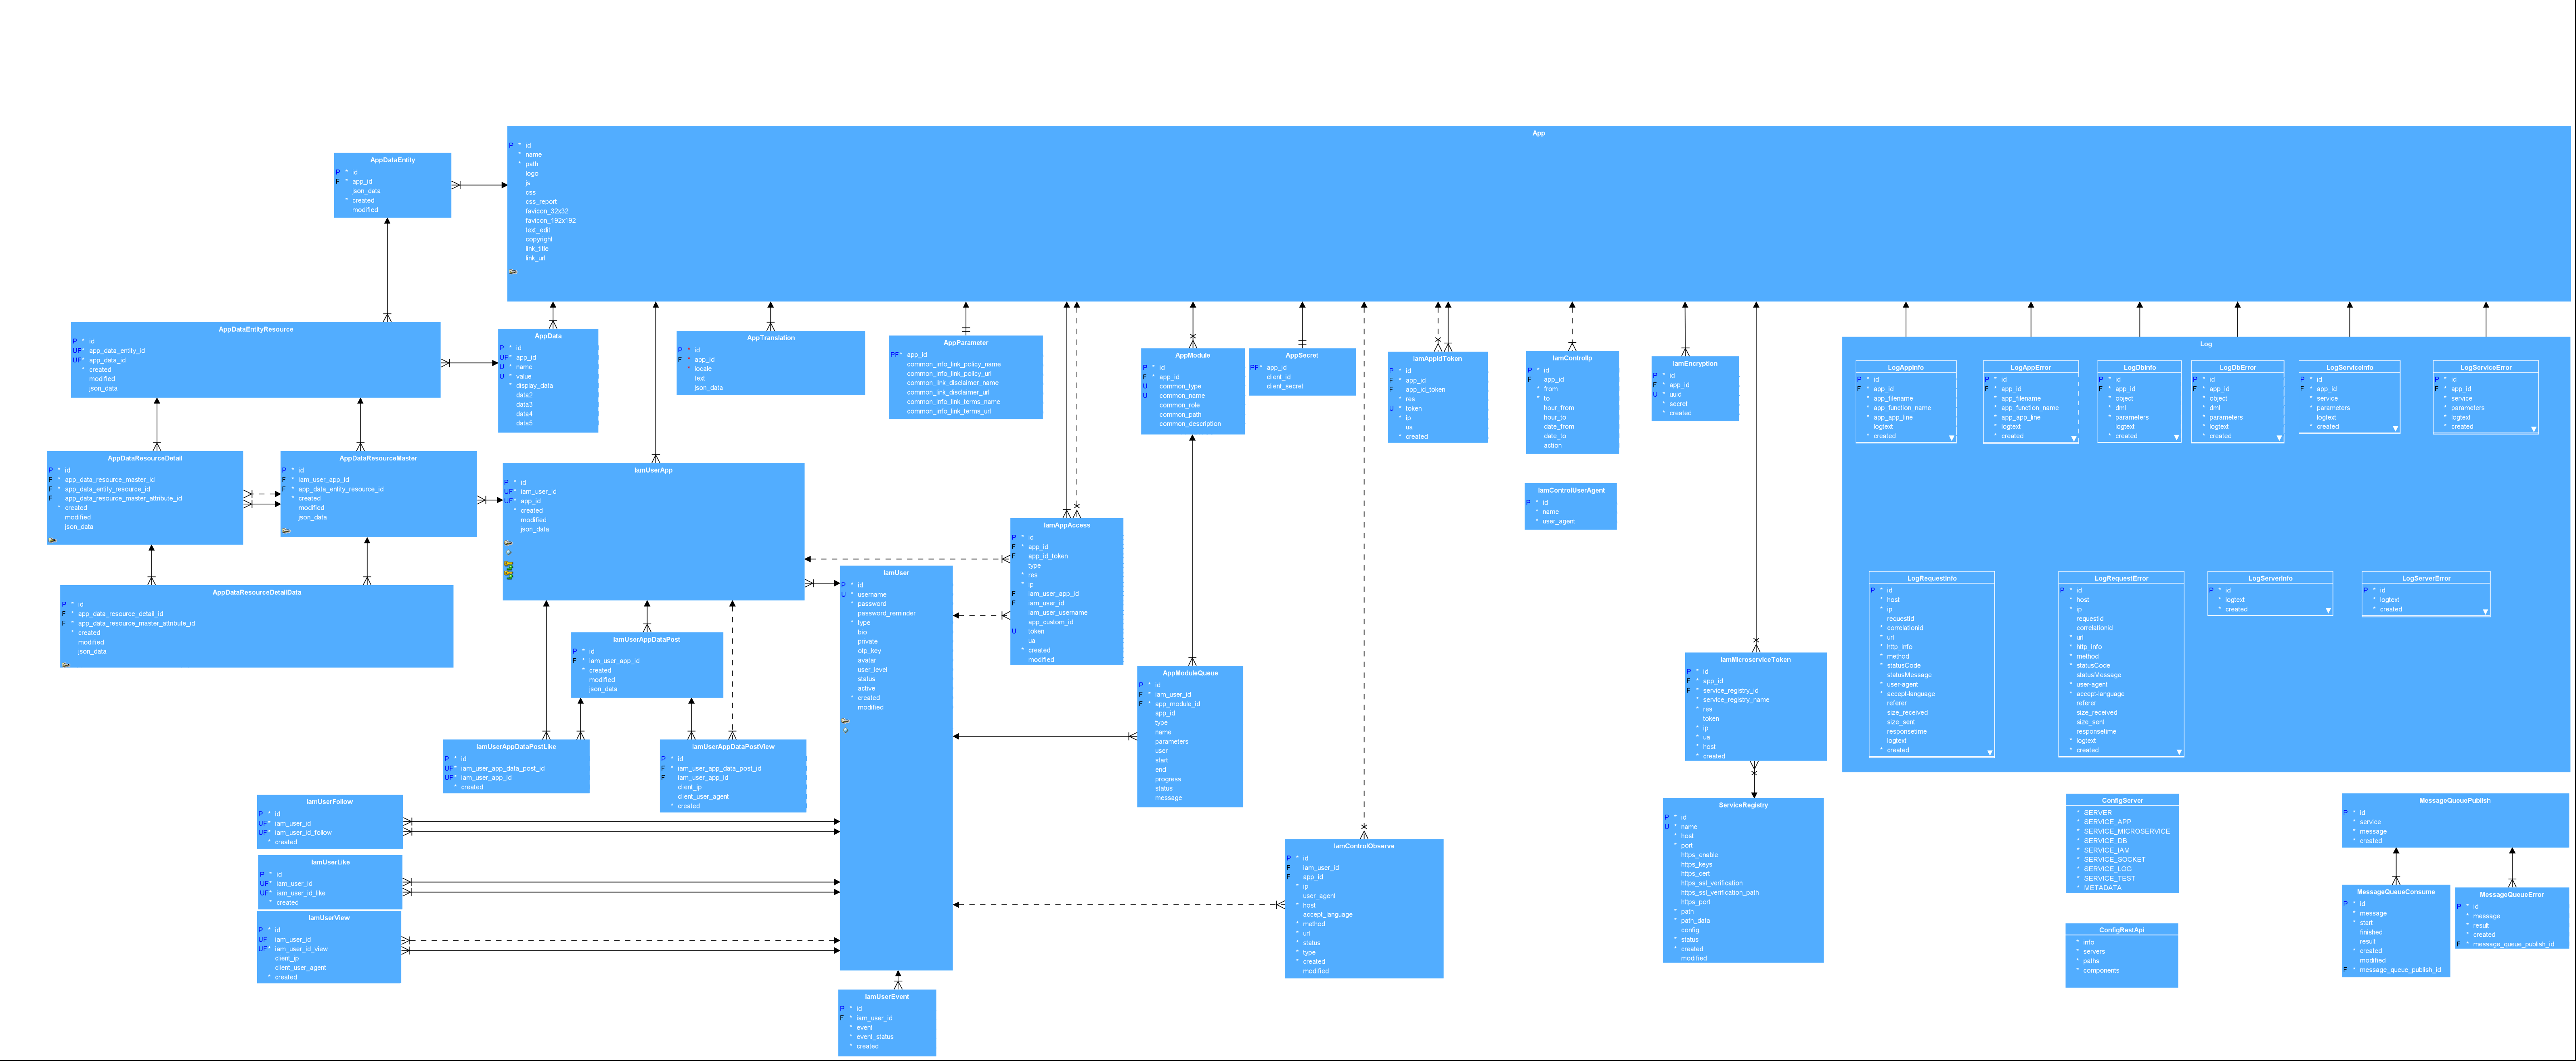 App
P * id
* name
* path
logo
js
css
css_report
favicon_32x32
favicon_192x192
text_edit
copyright
link_title
link_url
AppDataEntity
P * id
F * app_id
json_data
* created
modified
AppDataEntityResource
P * id
UF* app_data_entity_id
UF* app_data_id
* created
modified
json_data
AppData
P * id
UF* app_id
U * name
U * value
* display_data
data2
data3
data4
data5
AppTranslation
P * id
F * app_id
* locale
text
json_data
AppParameter
PF* app_id
common_info_link_policy_name
common_info_link_policy_url
common_link_disclaimer_name
common_info_link_disclaimer_url
common_info_link_terms_name
common_info_link_terms_url
AppModule
P * id
F * app_id
U common_type
U common_name
common_role
common_path
common_description
AppSecret
PF* app_id
client_id
client_secret
IamAppIdToken
P * id
F * app_id
F app_id_token
* res
U * token
* ip
ua
* created
IamControlIp
P * id
F app_id
* from
* to
hour_from
hour_to
date_from
date_to
action
IamEncryption
P * id
F * app_id
U * uuid
* secret
* created
Log
LogAppInfo
P * id
F * app_id
* app_filename
* app_function_name
* app_app_line
logtext
* created
LogAppError
P * id
F * app_id
* app_filename
* app_function_name
* app_app_line
* logtext
* created
LogDbInfo
P * id
F * app_id
* object
* dml
* parameters
logtext
* created
LogDbError
P * id
F * app_id
* object
* dml
* parameters
* logtext
* created
LogServiceInfo
P * id
F * app_id
* service
* parameters
logtext
* created
LogServiceError
P * id
F * app_id
* service
* parameters
* logtext
* created
AppDataResourceDetail
P * id
F * app_data_resource_master_id
F * app_data_entity_resource_id
F app_data_resource_master_attribute_id
* created
modified
json_data
AppDataResourceMaster
P * id
F * iam_user_app_id
F * app_data_entity_resource_id
* created
modified
json_data
IamUserApp
P * id
UF* iam_user_id
UF* app_id
* created
modified
json_data
IamControlUserAgent
P * id
* name
* user_agent
IamAppAccess
P * id
F * app_id
F app_id_token
type
* res
* ip
F iam_user_app_id
F iam_user_id
iam_user_username
app_custom_id
U token
ua
* created
modified
IamUser
P * id
U * username
* password
password_reminder
* type
bio
private
otp_key
avatar
user_level
status
active
* created
modified
AppDataResourceDetailData
P * id
F * app_data_resource_detail_id
F * app_data_resource_master_attribute_id
* created
modified
json_data
LogRequestInfo
P * id
* host
* ip
requestid
* correlationid
* url
* http_info
* method
* statusCode
statusMessage
* user-agent
* accept-language
referer
size_received
size_sent
responsetime
logtext
* created
LogRequestError
P * id
* host
* ip
requestid
correlationid
* url
* http_info
* method
* statusCode
statusMessage
* user-agent
* accept-language
referer
size_received
size_sent
responsetime
* logtext
* created
LogServerInfo
P * id
* logtext
* created
LogServerError
P * id
* logtext
* created
IamUserAppDataPost
P * id
F * iam_user_app_id
* created
modified
json_data
IamMicroserviceToken
P * id
F * app_id
F * service_registry_id
* service_registry_name
* res
token
* ip
* ua
* host
* created
AppModuleQueue
P * id
F * iam_user_id
F * app_module_id
app_id
type
name
parameters
user
start
end
progress
status
message
IamUserAppDataPostLike
P * id
UF* iam_user_app_data_post_id
UF* iam_user_app_id
* created
IamUserAppDataPostView
P * id
F * iam_user_app_data_post_id
F iam_user_app_id
client_ip
client_user_agent
* created
IamUserFollow
P * id
UF* iam_user_id
UF* iam_user_id_follow
* created
ServiceRegistry
P * id
U * name
* host
* port
https_enable
https_keys
https_cert
https_ssl_verification
https_ssl_verification_path
https_port
* path
* path_data
config
* status
* created
modified
ConfigServer
* SERVER
* SERVICE_APP
* SERVICE_MICROSERVICE
* SERVICE_DB
* SERVICE_IAM
* SERVICE_SOCKET
* SERVICE_LOG
* SERVICE_TEST
* METADATA
MessageQueuePublish
P * id
* service
* message
* created
IamControlObserve
P * id
F iam_user_id
F app_id
* ip
user_agent
* host
accept_language
* method
* url
* status
* type
* created
modified
IamUserLike
P * id
UF* iam_user_id
UF* iam_user_id_like
* created
MessageQueueConsume
P * id
* message
* start
finished
result
* created
modified
F * message_queue_publish_id
MessageQueueError
P * id
* message
* result
* created
F * message_queue_publish_id
IamUserView
P * id
UF iam_user_id
UF* iam_user_id_view
client_ip
client_user_agent
* created
ConfigRestApi
* info
* servers
* paths
* components
IamUserEvent
P * id
F * iam_user_id
* event
* event_status
* created